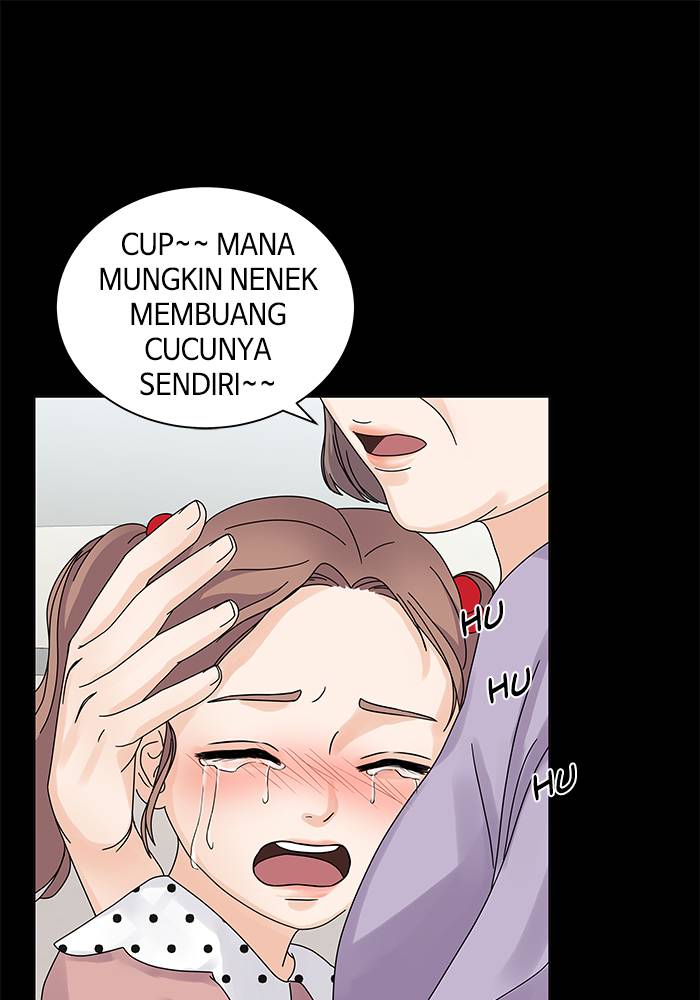 CUP~~ MANA
MUNGKIN NENEK
MEMBUANG
CUCUNYA
SENDIRI~~
HU
HU
HU